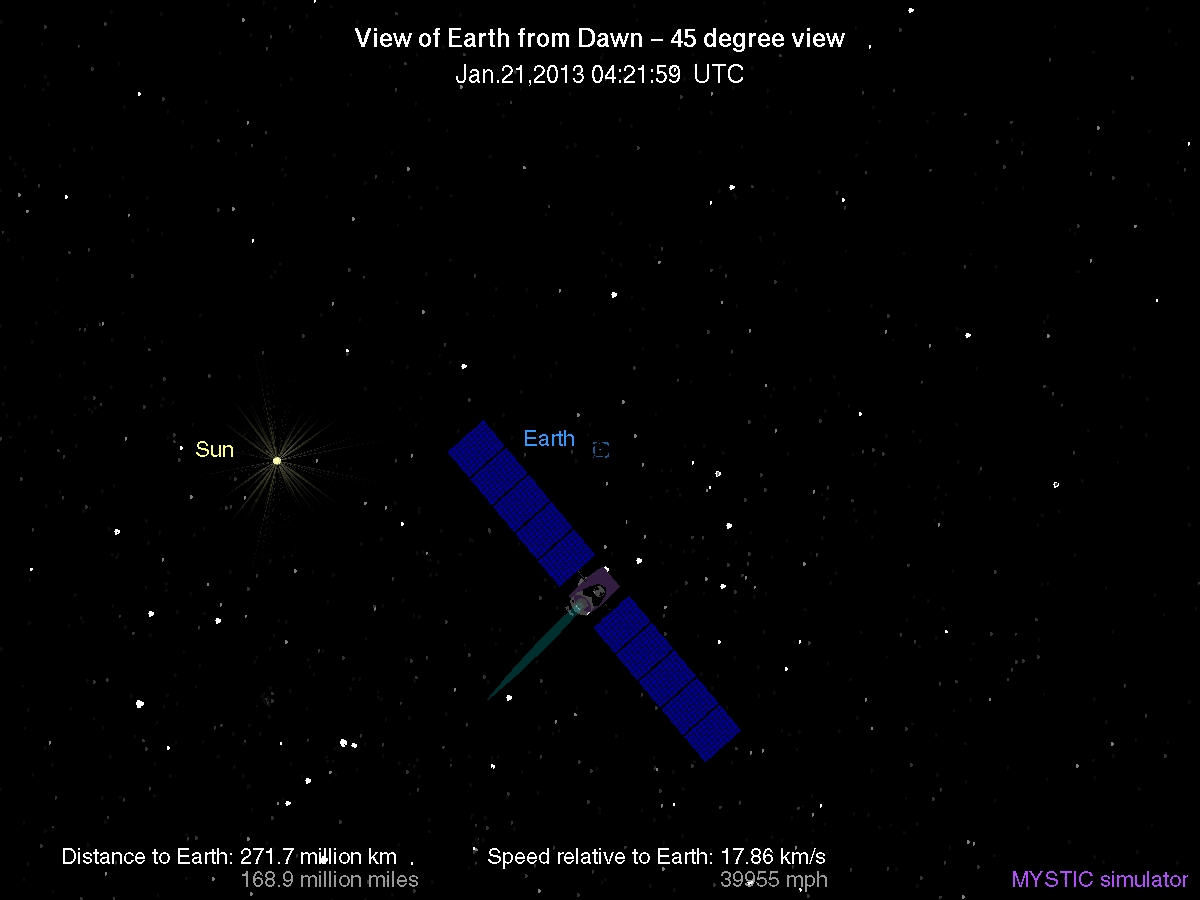 View of Earth from Dawn – 45 degree view
Jan.21,2013 04:21:59 UTC
Earth
Sun
Distance to Earth: 271.7 million km
168.9 million miles
Speed relative to Earth: 17.86 km/s
39955 mph
MYSTIC simulator